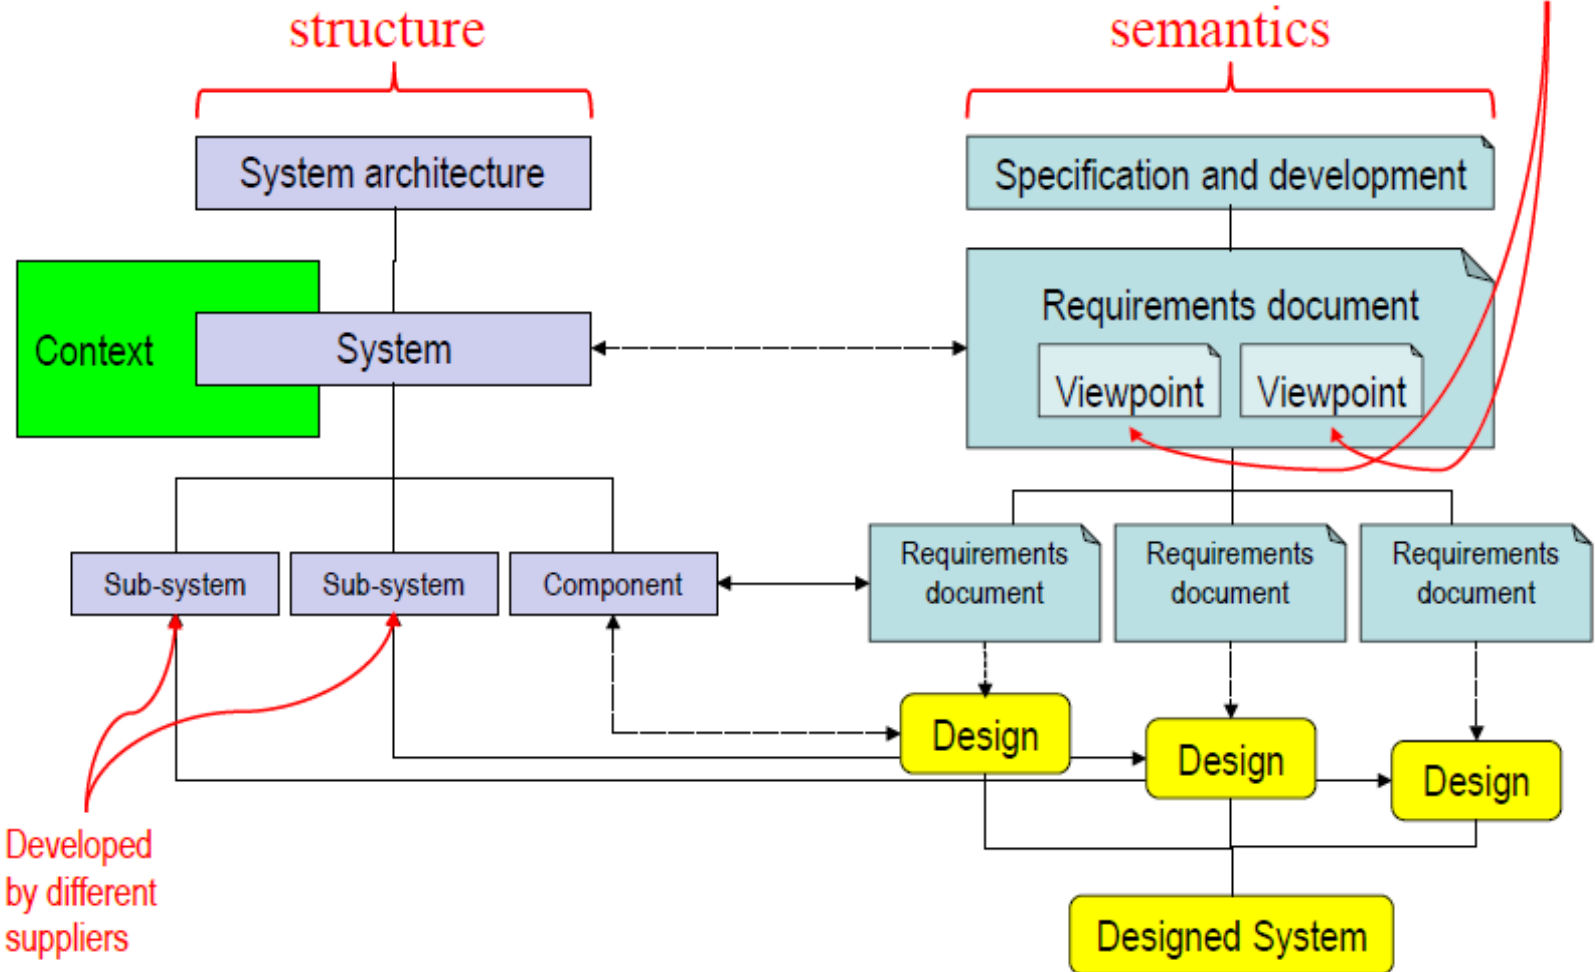 structure
semantics
System architecture
Specification and development
Context
System
Requirements document
Viewpoint
Viewpoint
Sub-system
Sub-system
Component
Requirements
document
Requirements
document
Requirements
document
Design
Design
Design
Developed
by different
suppliers
Designed System